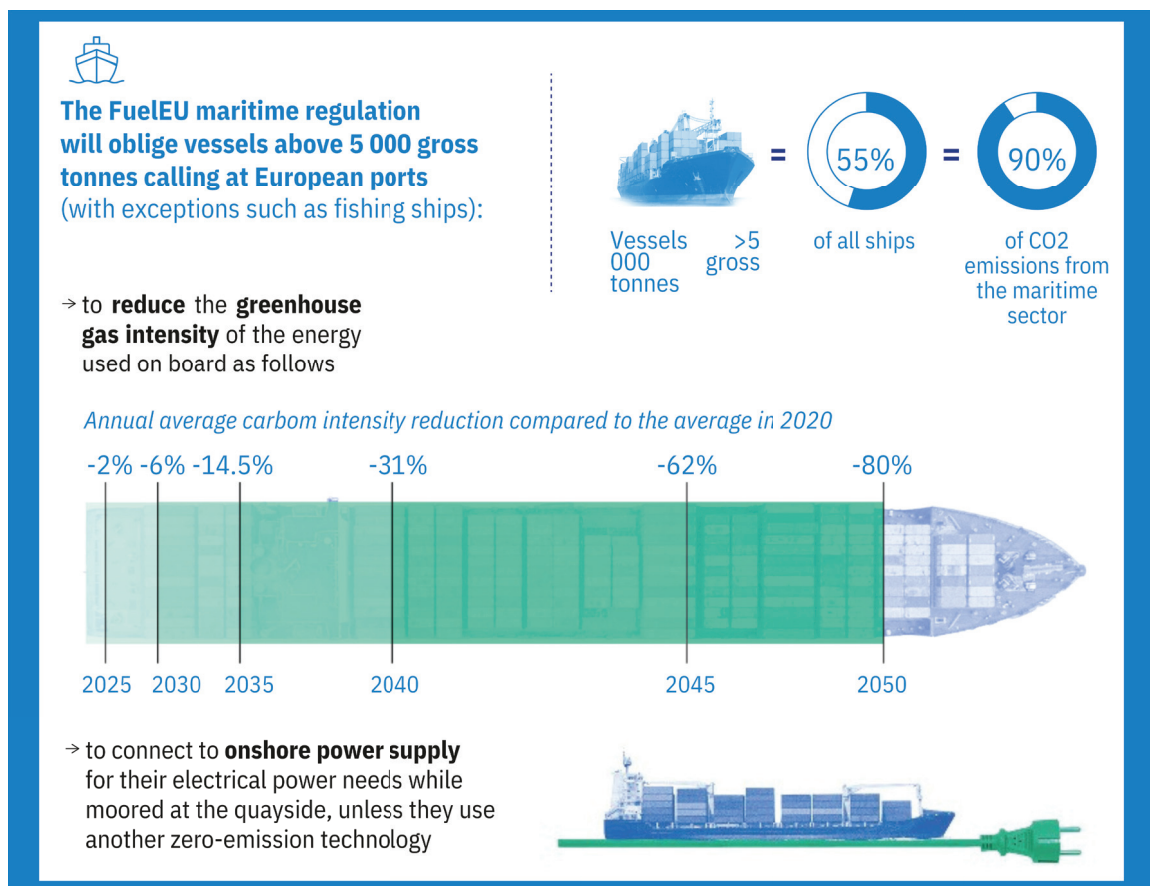 The FuelEU maritime regulation
will oblige vessels above 5 000 gross
tonnes calling at European ports
(with exceptions such as fishing ships):
Vessels >5
000 gross
tonnes
=
55%
of all ships
=
90%
of CO2
emissions from
the maritime
sector
→ to reduce the greenhouse
gas intensity of the energy
used on board as follows
Annual average carbom intensity reduction compared to the average in 2020
-2% -6% -14.5% -31% -62% -80%
2025 2030 2035 2040 2045 2050
→ to connect to onshore power supply
for their electrical power needs while
moored at the quayside, unless they use
another zero-emission technology